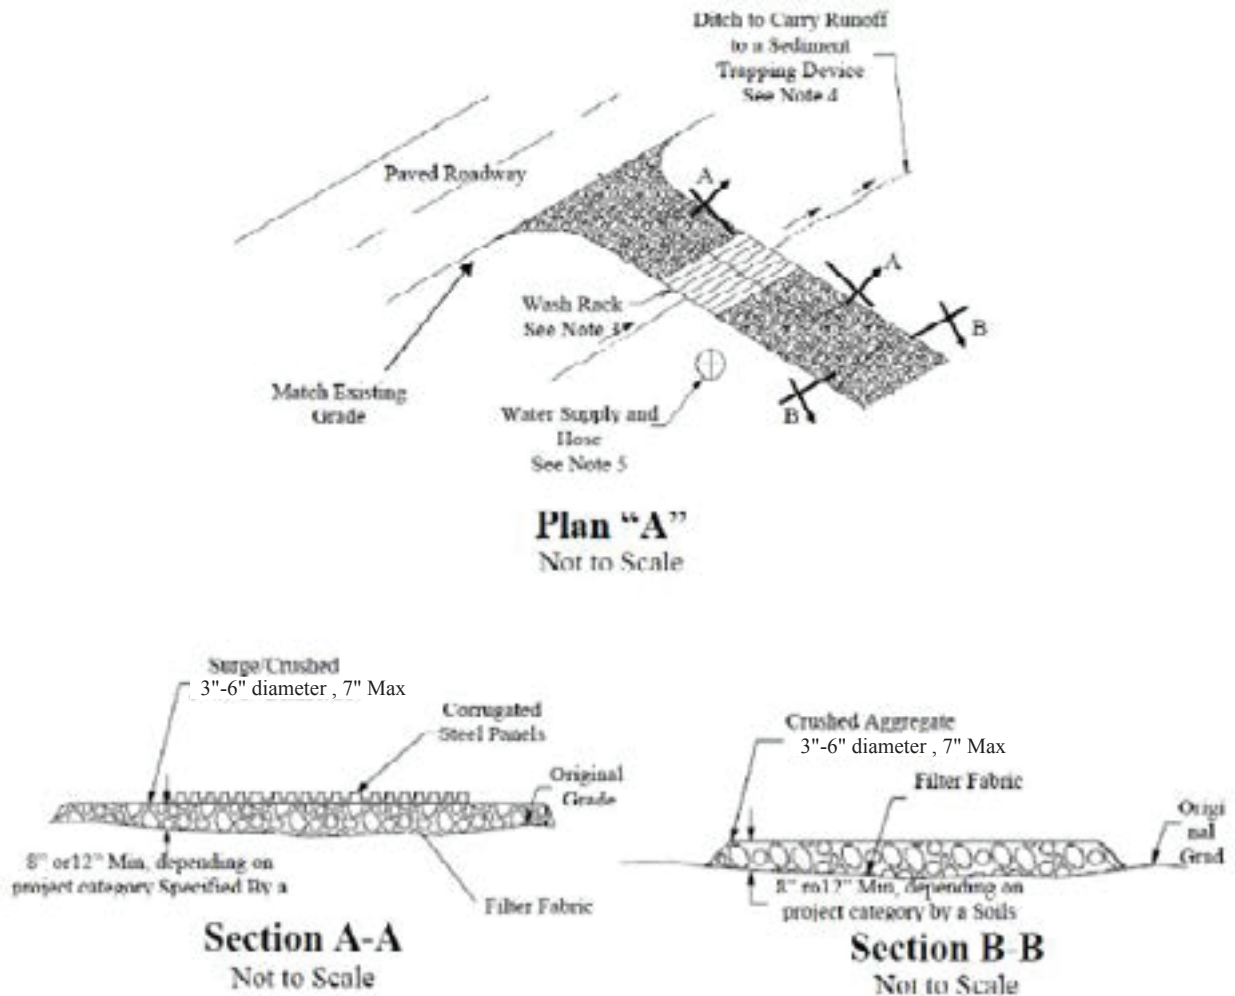 Ditch to Carry Runoff
to a Sediment
Trapping Device
See Note 4
Paved Roadway
A
A
Wash Rack
See Note 3
B
Match Existing
Grade
Water Supply and
Hose
See Note 5
B
Plan “A”
Not to Scale
Surge/Crushed
3"-6" diameter , 7" Max
Corrugated
Steel Panels
Original
Grade
8" or12" Min, depending on
project category Specified By a
Filter Fabric
Section A-A
Not to Scale
Crushed Aggregate
3"-6" diameter , 7" Max
Filter Fabric
Origi
nal
Grad
Min, depending on
project category by a Soils
Section B-B
Not to Scale